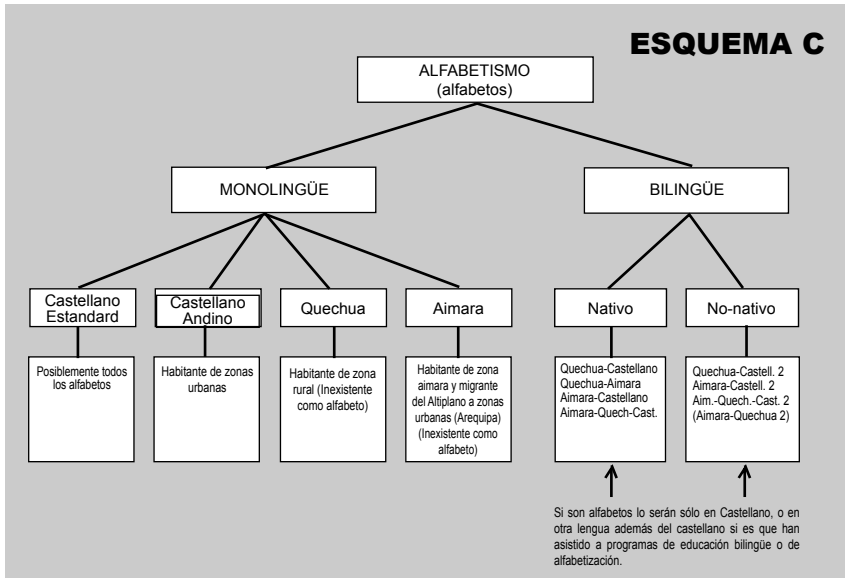 ESQUEMA C
ALFABETISMO
(alfabetos)
MONOLINGÜE
BILINGÜE
Castellano
Estandard
Castellano
Andino
Quechua
Aimara
Nativo
No-nativo
Posiblemente todos
los alfabetos
Habitante de zonas
urbanas
Habitante de zona
rural (Inexistente
como alfabeto)
Habitante de zona
aimara y migrante
del Altiplano a zonas
urbanas (Arequipa)
(Inexistente como
alfabeto)
Quechua-Castellano
Quechua-Aimara
Aimara-Castellano
Aimara-Quech-Cast.
Quechua-Castell. 2
Aimara-Castell. 2
Aim.-Quech.-Cast. 2
(Aimara-Quechua 2)
Si son alfabetos lo serán sólo en Castellano, o en
otra lengua además del castellano si es que han
asistido a programas de educación bilingüe o de
alfabetización.